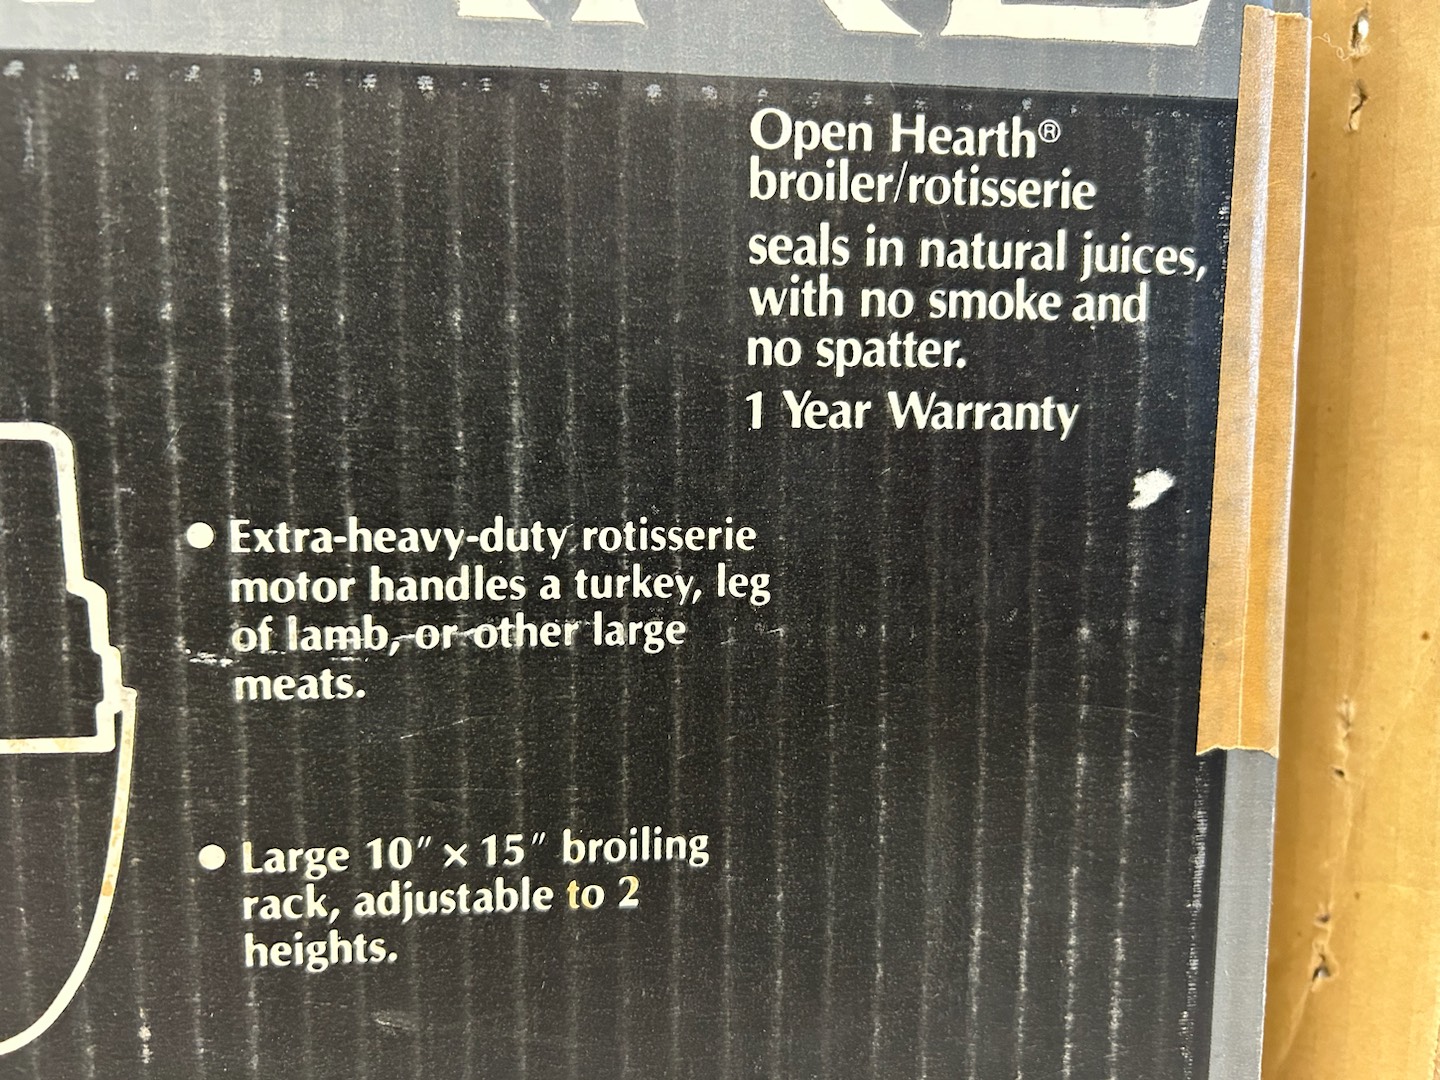 Open Hearth®
broiler/rotisserie
seals in natural juices,
with no smoke and
no spatter.
1 Year Warranty
● Extra-heavy-duty rotisserie
motor handles a turkey, leg
of lamb, or other large
meats.
● Large 10″ × 15″ broiling
rack, adjustable to 2
heights.